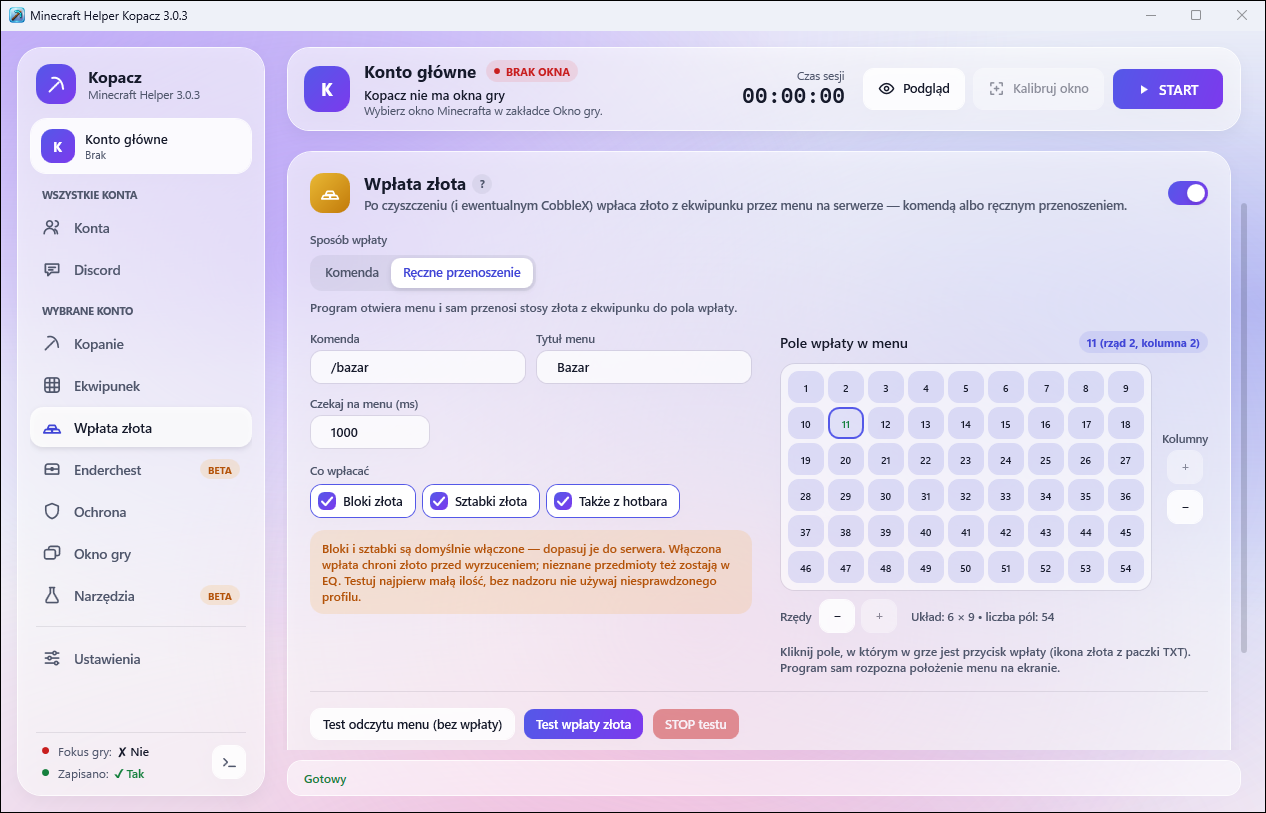 Minecraft Helper Kopacz 3.0.3
Kopacz
Minecraft Helper 3.0.3
K
Konto główne
Brak
WSZYSTKIE KONTA
Konta
Discord
WYBRANE KONTO
Kopanie
Ekwipunek
Wpłata złota
Enderchest BETA
Ochrona
Okno gry
Narzędzia BETA
Ustawienia
Fokus gry: ✗ Nie
Zapisano: ✓ Tak
K
Konto główne BRAK OKNA
Kopacz nie ma okna gry
Wybierz okno Minecrafta w zakładce Okno gry.
Czas sesji
00:00:00
Podgląd
Kalibruj okno
START
Wpłata złota ?
Po czyszczeniu (i ewentualnym CobbleX) wpłaca złoto z ekwipunku przez menu na serwerze — komendą albo ręcznym przenoszeniem.
Sposób wpłaty
Komenda Ręczne przenoszenie
Program otwiera menu i sam przenosi stosy złota z ekwipunku do pola wpłaty.
Komenda
/bazar
Tytuł menu
Bazar
Czekaj na menu (ms)
1000
Co wpłacać
Bloki złota Sztabki złota Także z hotbara
Bloki i sztabki są domyślnie włączone — dopasuj je do serwera. Włączona
wpłata chroni złoto przed wyrzuceniem; nieznane przedmioty też zostają w
EQ. Testuj najpierw małą ilość, bez nadzoru nie używaj niesprawdzonego
profilu.
Pole wpłaty w menu 11 (rząd 2, kolumna 2)
1 2 3 4 5 6 7 8 9
10 11 12 13 14 15 16 17 18
19 20 21 22 23 24 25 26 27
28 29 30 31 32 33 34 35 36
37 38 39 40 41 42 43 44 45
46 47 48 49 50 51 52 53 54
Kolumny
+
−
Rzędy − + Układ: 6 × 9 • liczba pól: 54
Kliknij pole, w którym w grze jest przycisk wpłaty (ikona złota z paczki TXT).
Program sam rozpozna położenie menu na ekranie.
Test odczytu menu (bez wpłaty) Test wpłaty złota STOP testu
Gotowy